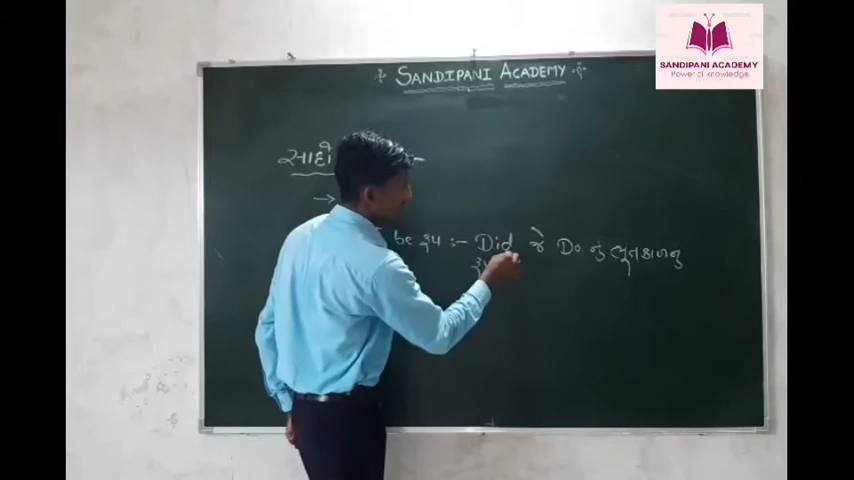 SANDIPANI ACADEMY
Power of knowledge
SANDIPANI ACADEMY
સાદો
→
be રૂપ :- Did જે Do નું ભુતકાળનું
રૂ